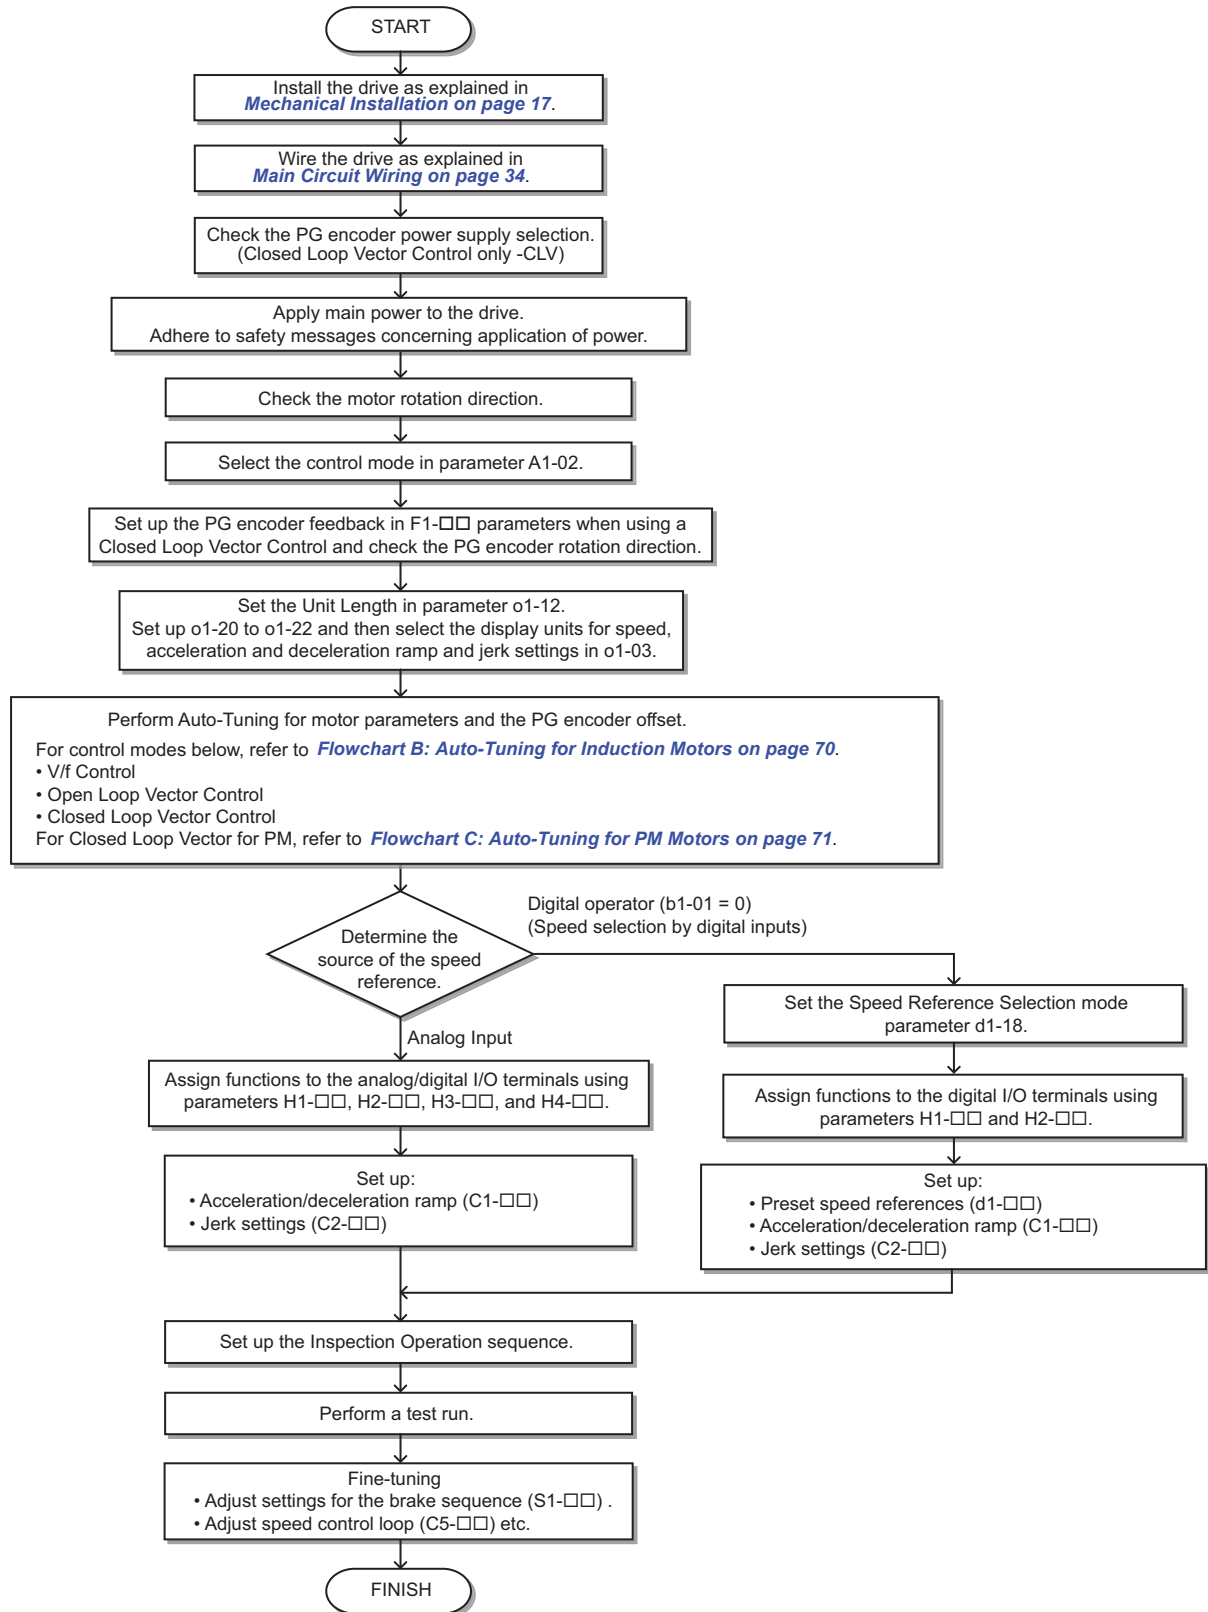 START
Install the drive as explained in
Mechanical Installation on page 17.
Wire the drive as explained in
Main Circuit Wiring on page 34.
Check the PG encoder power supply selection.
(Closed Loop Vector Control only -CLV)
Apply main power to the drive.
Adhere to safety messages concerning application of power.
Check the motor rotation direction.
Select the control mode in parameter A1-02.
Set up the PG encoder feedback in F1-□□ parameters when using a
Closed Loop Vector Control and check the PG encoder rotation direction.
Set the Unit Length in parameter o1-12.
Set up o1-20 to o1-22 and then select the display units for speed,
acceleration and deceleration ramp and jerk settings in o1-03.
Perform Auto-Tuning for motor parameters and the PG encoder offset.
For control modes below, refer to Flowchart B: Auto-Tuning for Induction Motors on page 70.
• V/f Control
• Open Loop Vector Control
• Closed Loop Vector Control
For Closed Loop Vector for PM, refer to Flowchart C: Auto-Tuning for PM Motors on page 71.
Determine the
source of the speed
reference.
Digital operator (b1-01 = 0)
(Speed selection by digital inputs)
Analog Input
Assign functions to the analog/digital I/O terminals using
parameters H1-□□, H2-□□, H3-□□, and H4-□□.
Set up:
• Acceleration/deceleration ramp (C1-□□)
• Jerk settings (C2-□□)
Set the Speed Reference Selection mode
parameter d1-18.
Assign functions to the digital I/O terminals using
parameters H1-□□ and H2-□□.
Set up:
• Preset speed references (d1-□□)
• Acceleration/deceleration ramp (C1-□□)
• Jerk settings (C2-□□)
Set up the Inspection Operation sequence.
Perform a test run.
Fine-tuning
• Adjust settings for the brake sequence (S1-□□) .
• Adjust speed control loop (C5-□□) etc.
FINISH